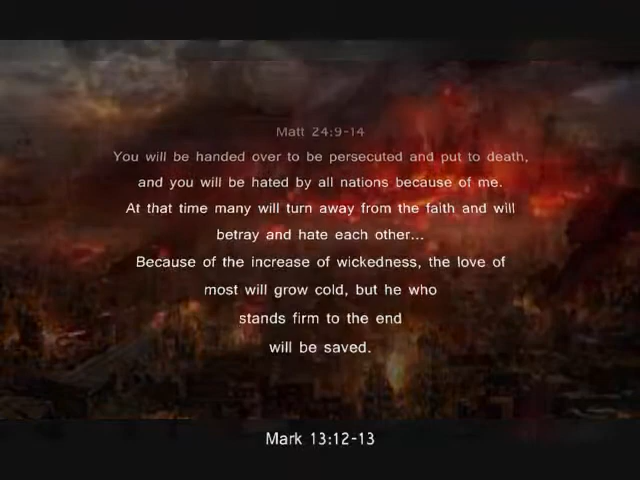 Matt 24:9-14
You will be handed over to be persecuted and put to death,
and you will be hated by all nations because of me.
At that time many will turn away from the faith and will
betray and hate each other...
Because of the increase of wickedness, the love of
most will grow cold, but he who
stands firm to the end
will be saved.
Mark 13:12-13